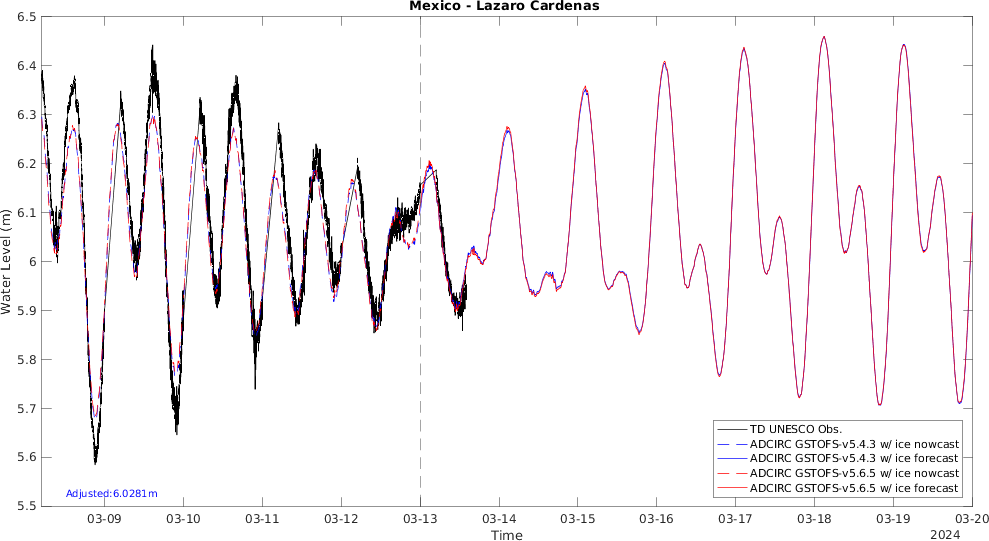 Mexico - Lazaro Cardenas
6.5
6.4
6.3
6.2
6.1
6
5.9
5.8
5.7
5.6
5.5
Water Level (m)
Adjusted:6.0281m
TD UNESCO Obs.
ADCIRC GSTOFS-v5.4.3 w/ ice nowcast
ADCIRC GSTOFS-v5.4.3 w/ ice forecast
ADCIRC GSTOFS-v5.6.5 w/ ice nowcast
ADCIRC GSTOFS-v5.6.5 w/ ice forecast
03-09 03-10 03-11 03-12 03-13 03-14 03-15 03-16 03-17 03-18 03-19 03-20
Time
2024